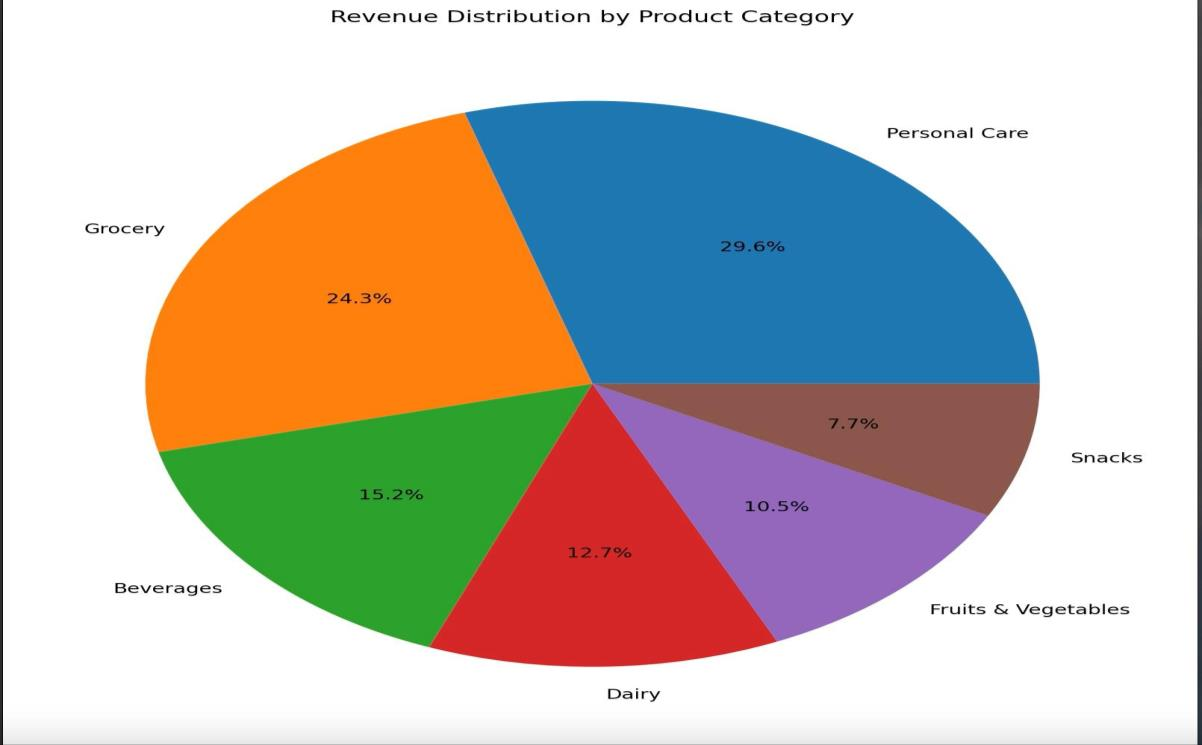 Revenue Distribution by Product Category
Personal Care
29.6%
Grocery
24.3%
7.7%
Snacks
15.2%
10.5%
12.7%
Beverages
Fruits & Vegetables
Dairy